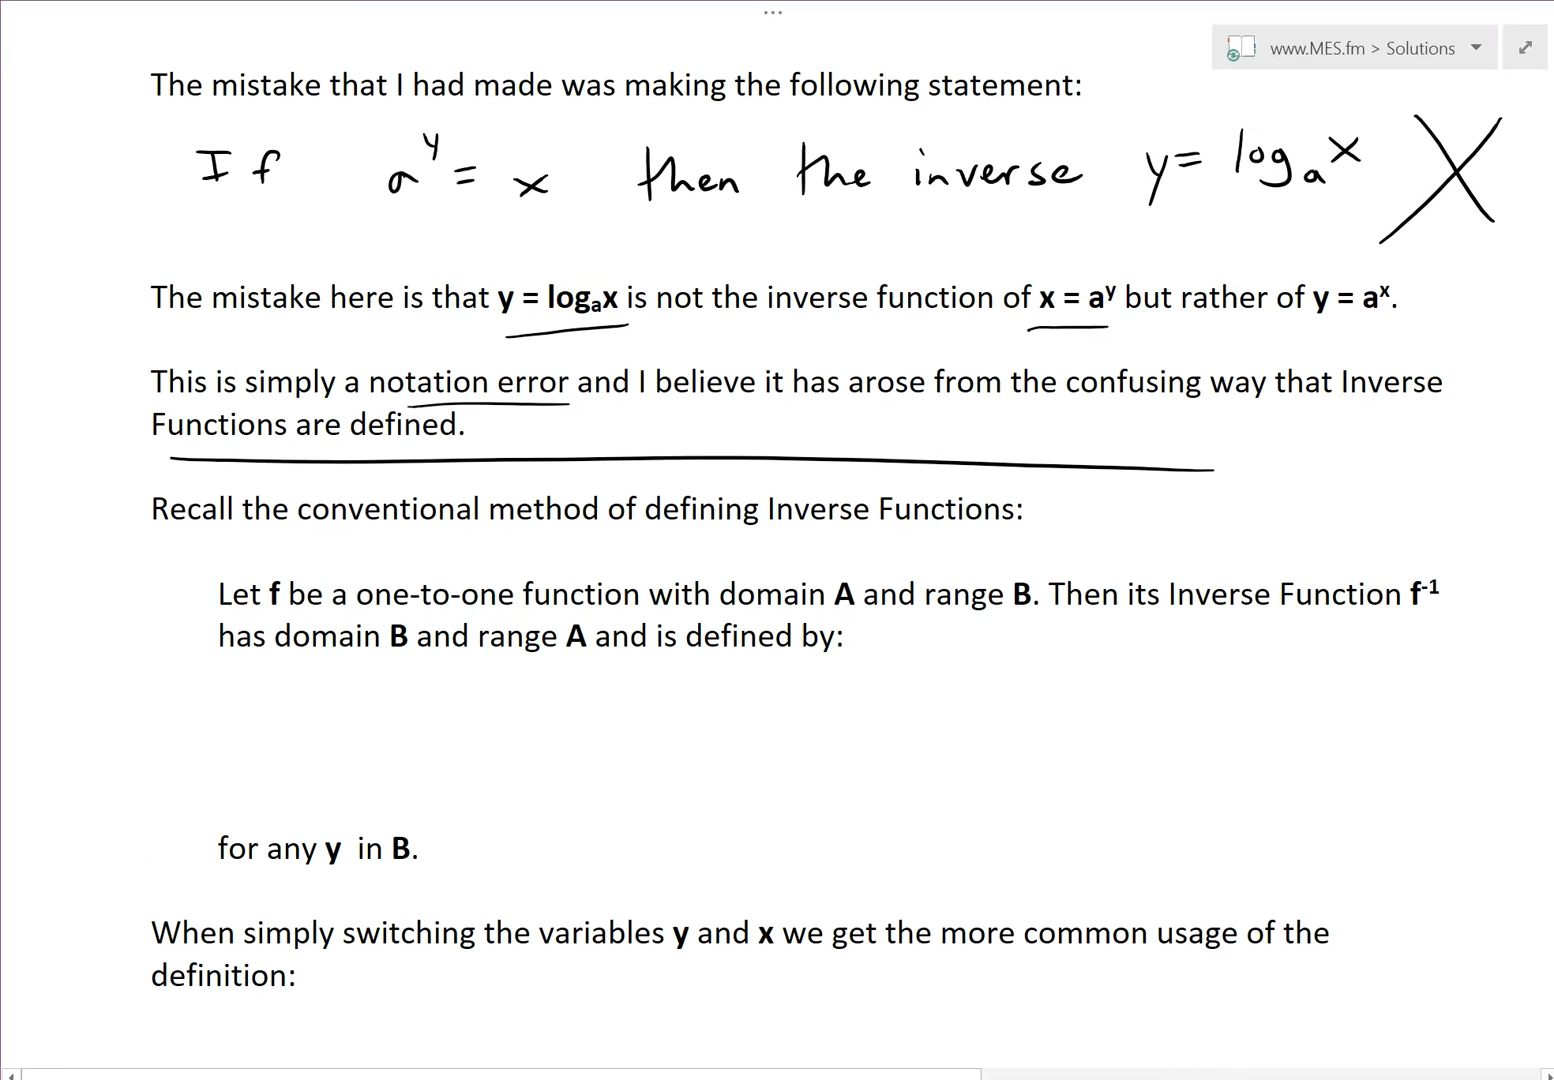 www.MES.fm > Solutions
The mistake that I had made was making the following statement:
If a^y = x then the inverse y = log_a x X
The mistake here is that y = logₐx is not the inverse function of x = aʸ but rather of y = aˣ.
This is simply a notation error and I believe it has arose from the confusing way that Inverse
Functions are defined.
Recall the conventional method of defining Inverse Functions:
Let f be a one-to-one function with domain A and range B. Then its Inverse Function f⁻¹
has domain B and range A and is defined by:
for any y in B.
When simply switching the variables y and x we get the more common usage of the
definition: